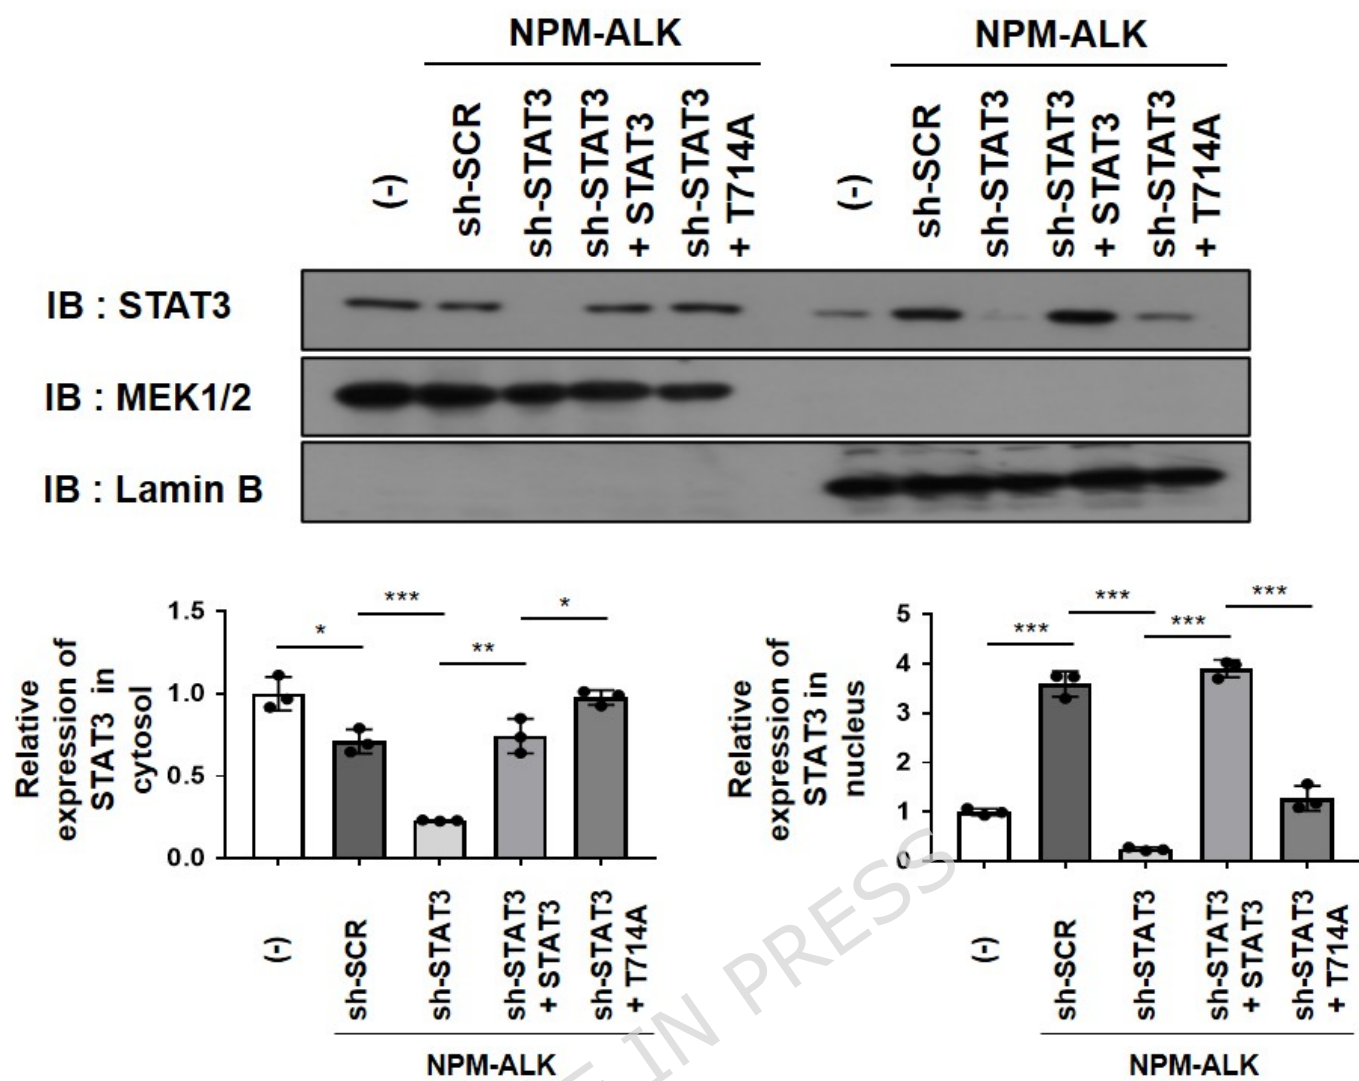 NPM-ALK
NPM-ALK
(-)
sh-SCR
sh-STAT3
sh-STAT3
+ STAT3
sh-STAT3
+ T714A
(-)
sh-SCR
sh-STAT3
sh-STAT3
+ STAT3
sh-STAT3
+ T714A
IB : STAT3
IB : MEK1/2
IB : Lamin B
Relative
expression of
STAT3 in
cytosol
1.5
1.0
0.5
0.0
*
***
**
*
(-)
sh-SCR
sh-STAT3
sh-STAT3
+ STAT3
sh-STAT3
+ T714A
NPM-ALK
Relative
expression of
STAT3 in
nucleus
5
4
3
2
1
0
***
***
***
***
(-)
sh-SCR
sh-STAT3
sh-STAT3
+ STAT3
sh-STAT3
+ T714A
NPM-ALK
IN PRESS